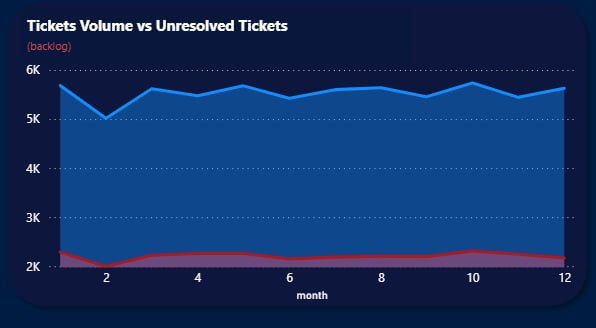 Tickets Volume vs Unresolved Tickets
(backlog)
6K
5K
4K
3K
2K
2 4 6 8 10 12
month